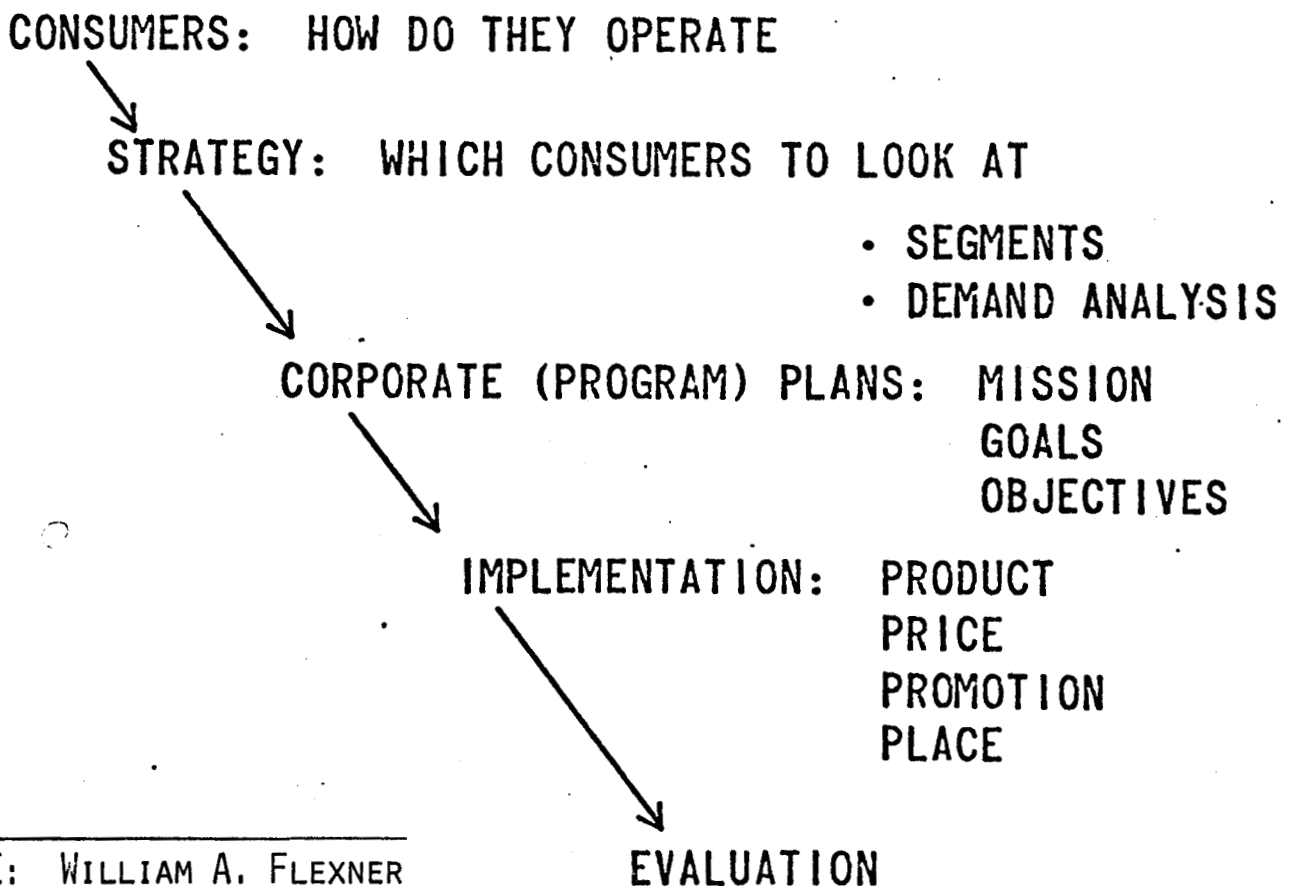 CONSUMERS: HOW DO THEY OPERATE
STRATEGY: WHICH CONSUMERS TO LOOK AT
• SEGMENTS
• DEMAND ANALYSIS
CORPORATE (PROGRAM) PLANS: MISSION
GOALS
OBJECTIVES
IMPLEMENTATION: PRODUCT
PRICE
PROMOTION
PLACE
EVALUATION
: WILLIAM A. FLEXNER